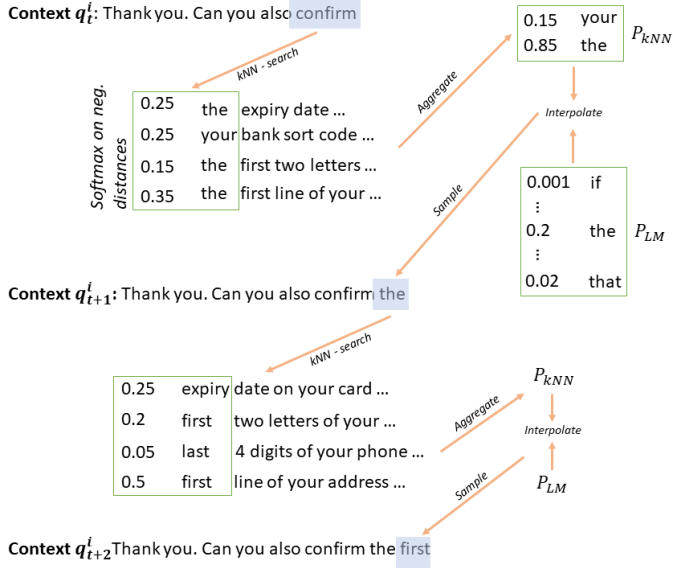 Context q_t^i: Thank you. Can you also confirm
kNN - search
Softmax on neg.
distances
0.25 the expiry date ...
0.25 your bank sort code ...
0.15 the first two letters ...
0.35 the first line of your ...
Aggregate
0.15 your
0.85 the
P_kNN
Interpolate
Sample
0.001 if
⋮
0.2 the
⋮
0.02 that
P_LM
Context q_{t+1}^i: Thank you. Can you also confirm the
kNN - search
0.25 expiry date on your card ...
0.2 first two letters of your ...
0.05 last 4 digits of your phone ...
0.5 first line of your address ...
Aggregate
P_kNN
Interpolate
Sample
P_LM
Context q_{t+2}^i Thank you. Can you also confirm the first